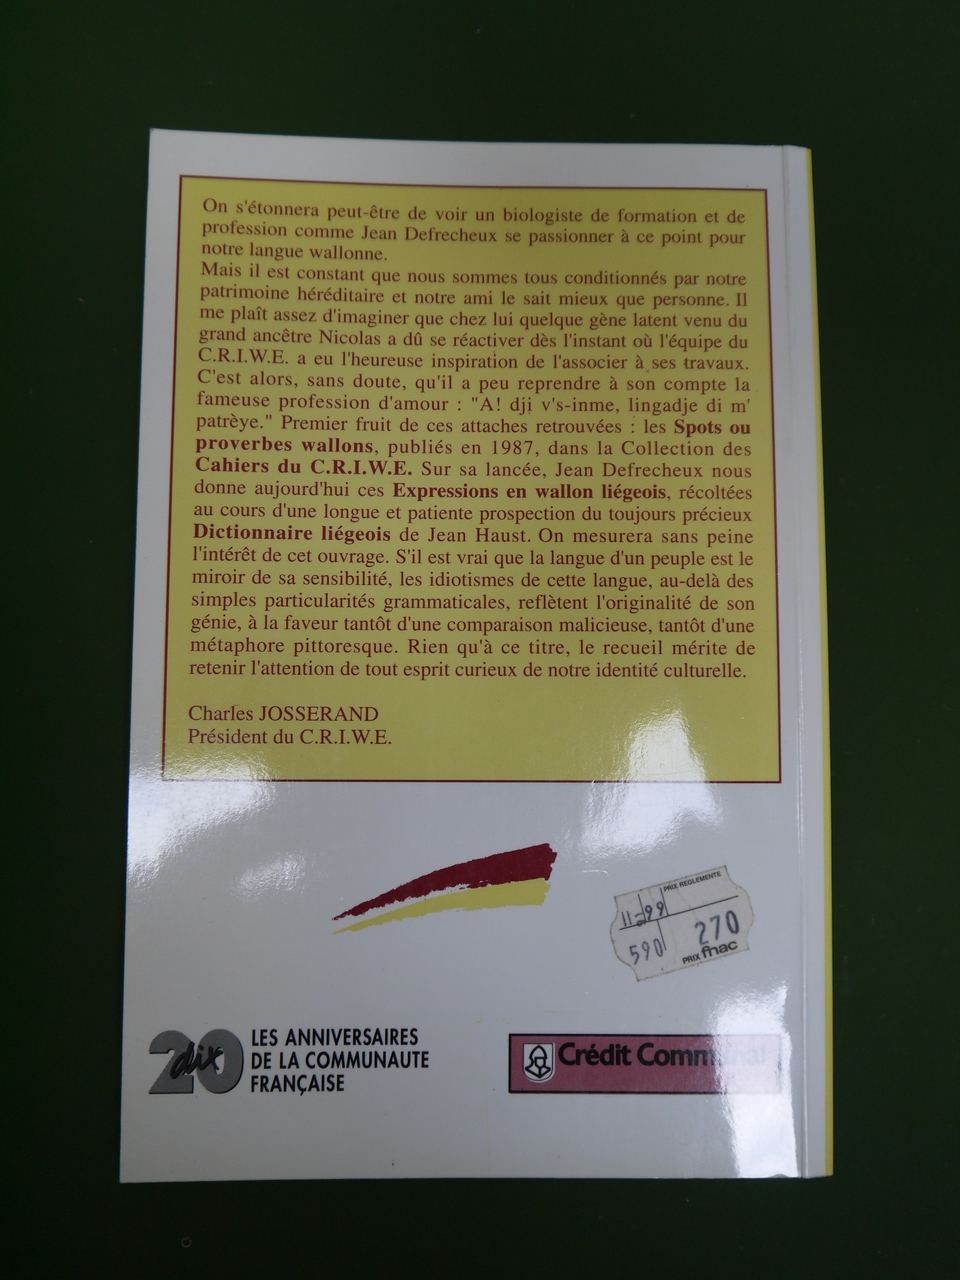 On s'étonnera peut-être de voir un biologiste de formation et de
profession comme Jean Defrecheux se passionner à ce point pour
notre langue wallonne.
Mais il est constant que nous sommes tous conditionnés par notre
patrimoine héréditaire et notre ami le sait mieux que personne. Il
me plaît assez d'imaginer que chez lui quelque gène latent venu du
grand ancêtre Nicolas a dû se réactiver dès l'instant où l'équipe du
C.R.I.W.E. a eu l'heureuse inspiration de l'associer à ses travaux.
C'est alors, sans doute, qu'il a peu reprendre à son compte la
fameuse profession d'amour : "A! dji v's-inme, lingadje di m'
patrèye." Premier fruit de ces attaches retrouvées : les Spots ou
proverbes wallons, publiés en 1987, dans la Collection des
Cahiers du C.R.I.W.E. Sur sa lancée, Jean Defrecheux nous
donne aujourd'hui ces Expressions en wallon liégeois, récoltées
au cours d'une longue et patiente prospection du toujours précieux
Dictionnaire liégeois de Jean Haust. On mesurera sans peine
l'intérêt de cet ouvrage. S'il est vrai que la langue d'un peuple est le
miroir de sa sensibilité, les idiotismes de cette langue, au-delà des
simples particularités grammaticales, reflètent l'originalité de son
génie, à la faveur tantôt d'une comparaison malicieuse, tantôt d'une
métaphore pittoresque. Rien qu'à ce titre, le recueil mérite de
retenir l'attention de tout esprit curieux de notre identité culturelle.
Charles JOSSERAND
Président du C.R.I.W.E.
PRIX REGLEMENTE
11-99
590 270
PRIX fnac
20 dix
LES ANNIVERSAIRES
DE LA COMMUNAUTE
FRANÇAISE
Crédit Communal